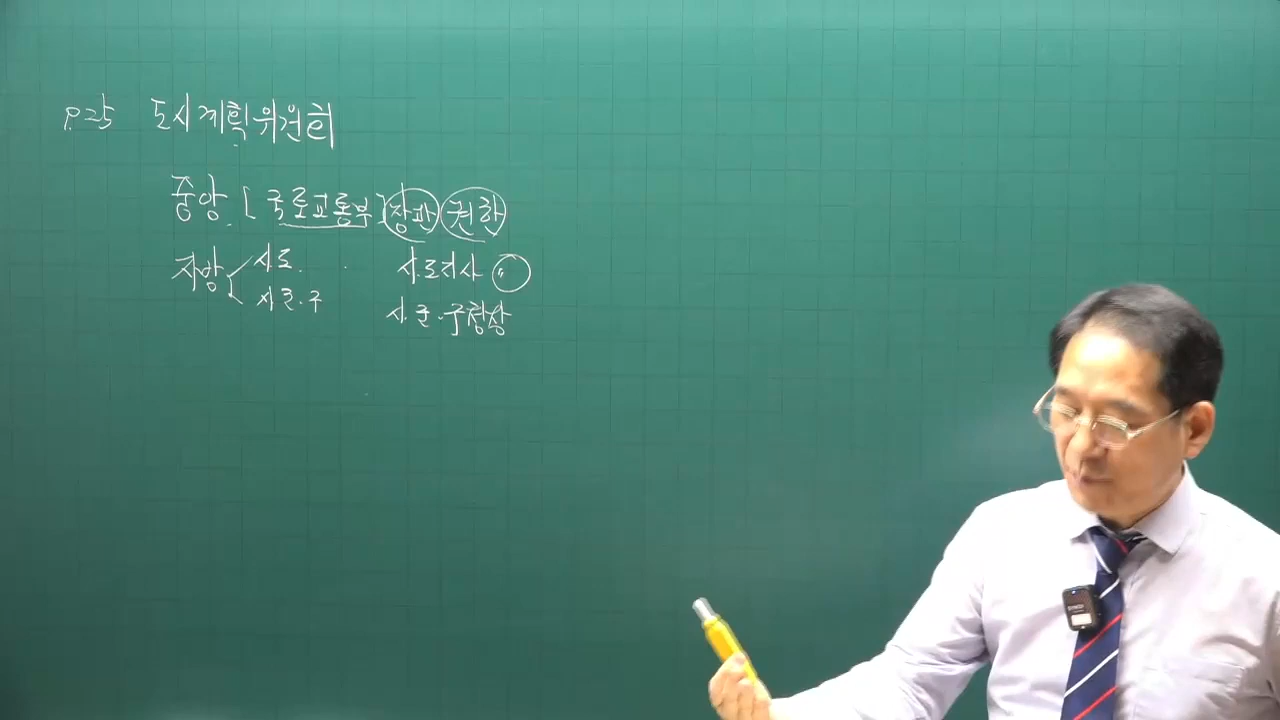 P.25 도시계획위원회
중앙 [국토교통부] 장관 권한
지방 시도. 시도지사 〃
시군·구 시·군·구청장